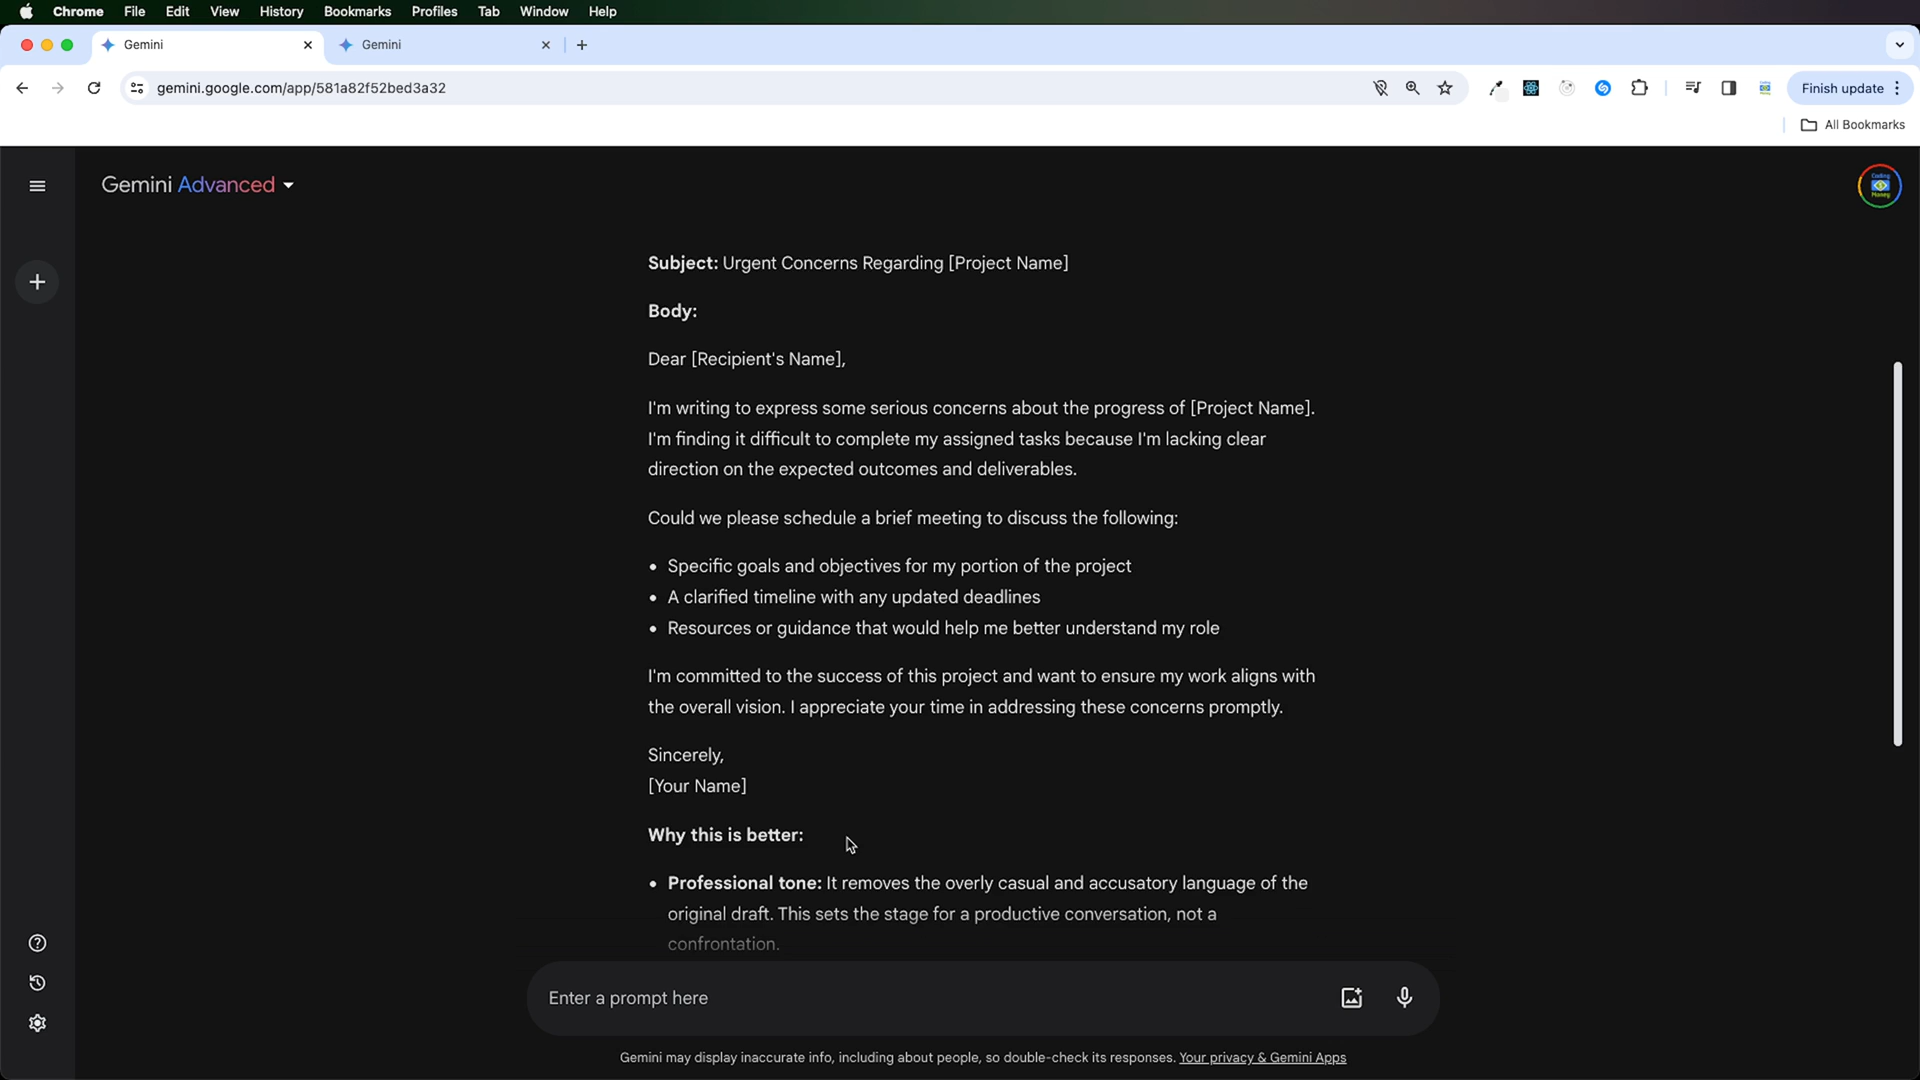 Chrome File Edit View History Bookmarks Profiles Tab Window Help
Gemini Gemini
gemini.google.com/app/581a82f52bed3a32 Finish update
All Bookmarks
Gemini Advanced
Coding
Money
Subject: Urgent Concerns Regarding [Project Name]
Body:
Dear [Recipient's Name],
I'm writing to express some serious concerns about the progress of [Project Name].
I'm finding it difficult to complete my assigned tasks because I'm lacking clear
direction on the expected outcomes and deliverables.
Could we please schedule a brief meeting to discuss the following:
• Specific goals and objectives for my portion of the project
• A clarified timeline with any updated deadlines
• Resources or guidance that would help me better understand my role
I'm committed to the success of this project and want to ensure my work aligns with
the overall vision. I appreciate your time in addressing these concerns promptly.
Sincerely,
[Your Name]
Why this is better:
• Professional tone: It removes the overly casual and accusatory language of the
original draft. This sets the stage for a productive conversation, not a
confrontation.
Enter a prompt here
Gemini may display inaccurate info, including about people, so double-check its responses. Your privacy & Gemini Apps